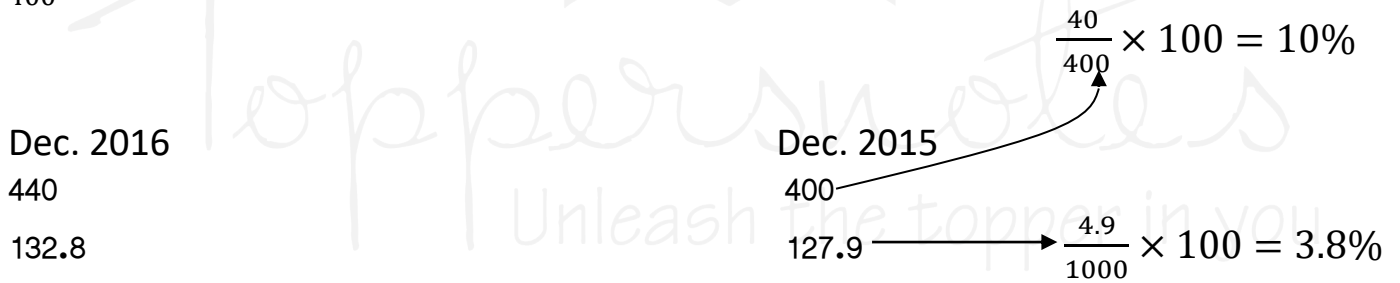 40/400 × 100 = 10%
Toppersnotes
Dec. 2016 Dec. 2015
440 400
Unleash the topper in you
132.8 127.9 4.9/1000 × 100 = 3.8%